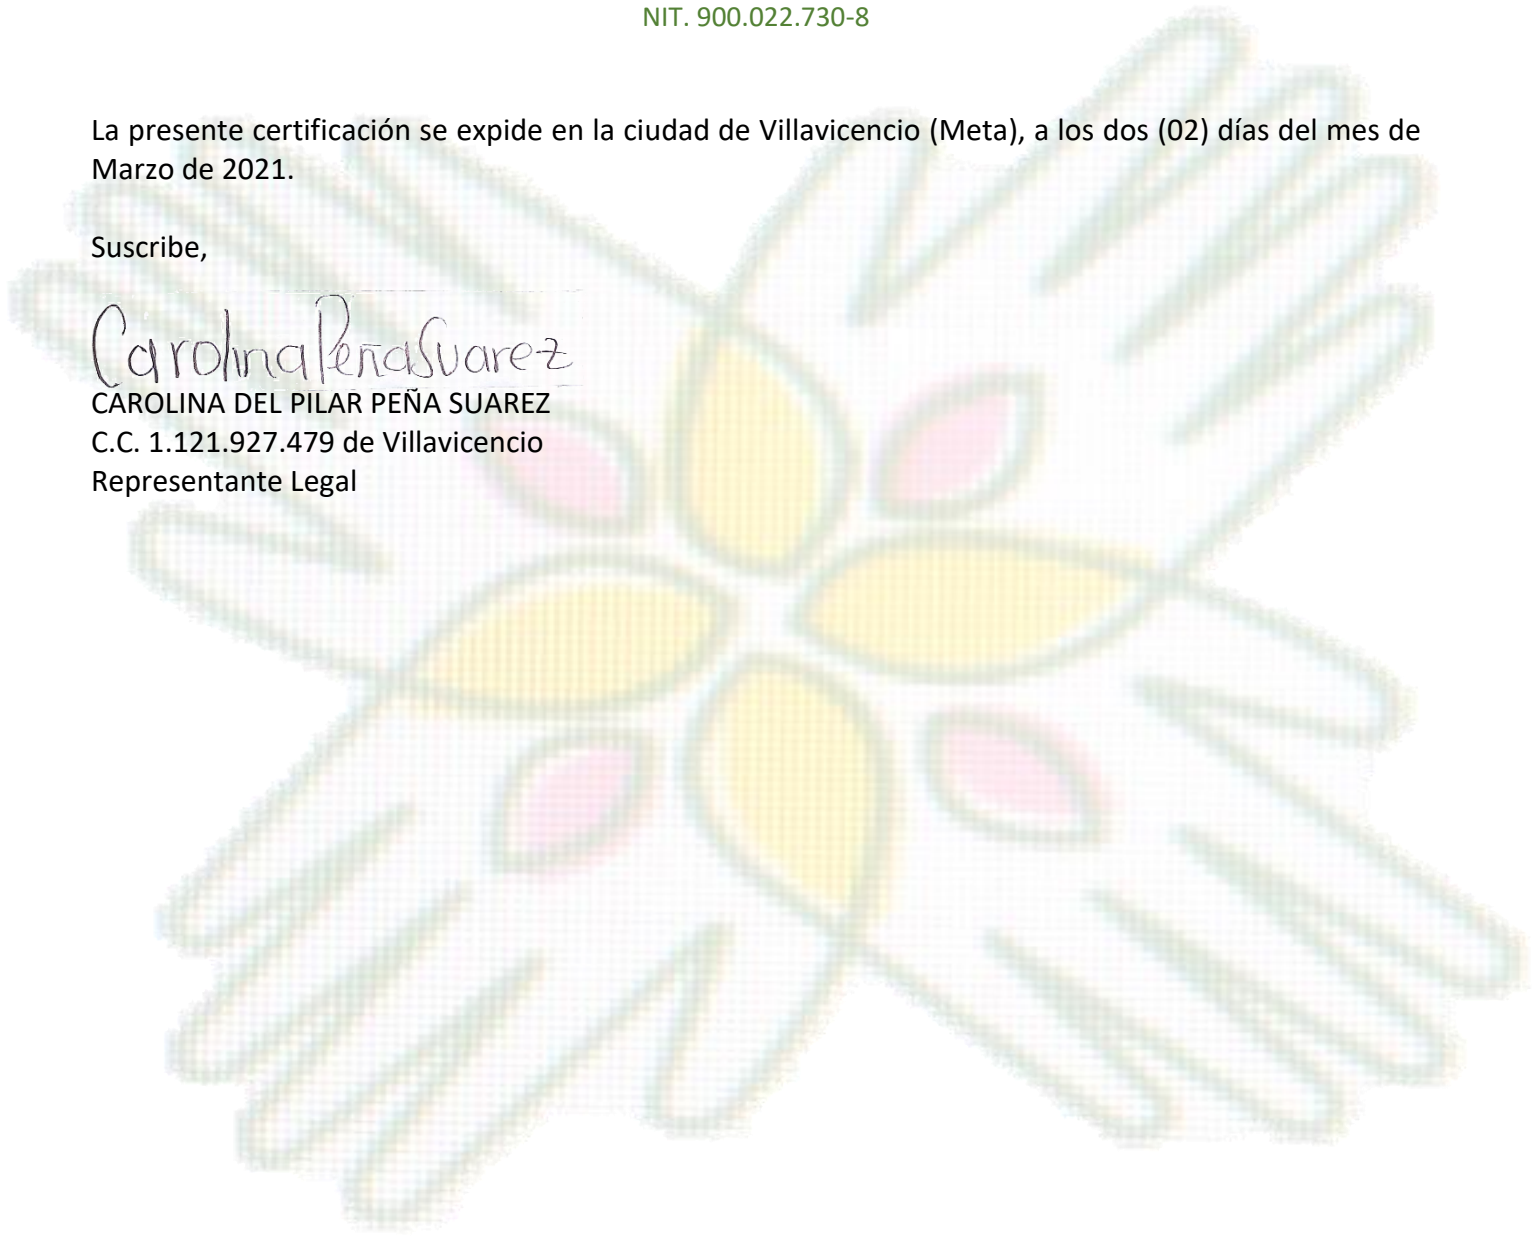 NIT. 900.022.730-8
La presente certificación se expide en la ciudad de Villavicencio (Meta), a los dos (02) días del mes de
Marzo de 2021.
Suscribe,
Carolina Peña Suarez
CAROLINA DEL PILAR PEÑA SUAREZ
C.C. 1.121.927.479 de Villavicencio
Representante Legal